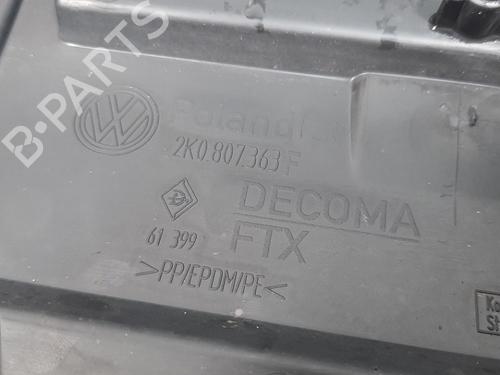 B-PARTS
Poland
2K0.807.363 F
DECOMA
61 399 FTX
>PP/EPDM/PE<